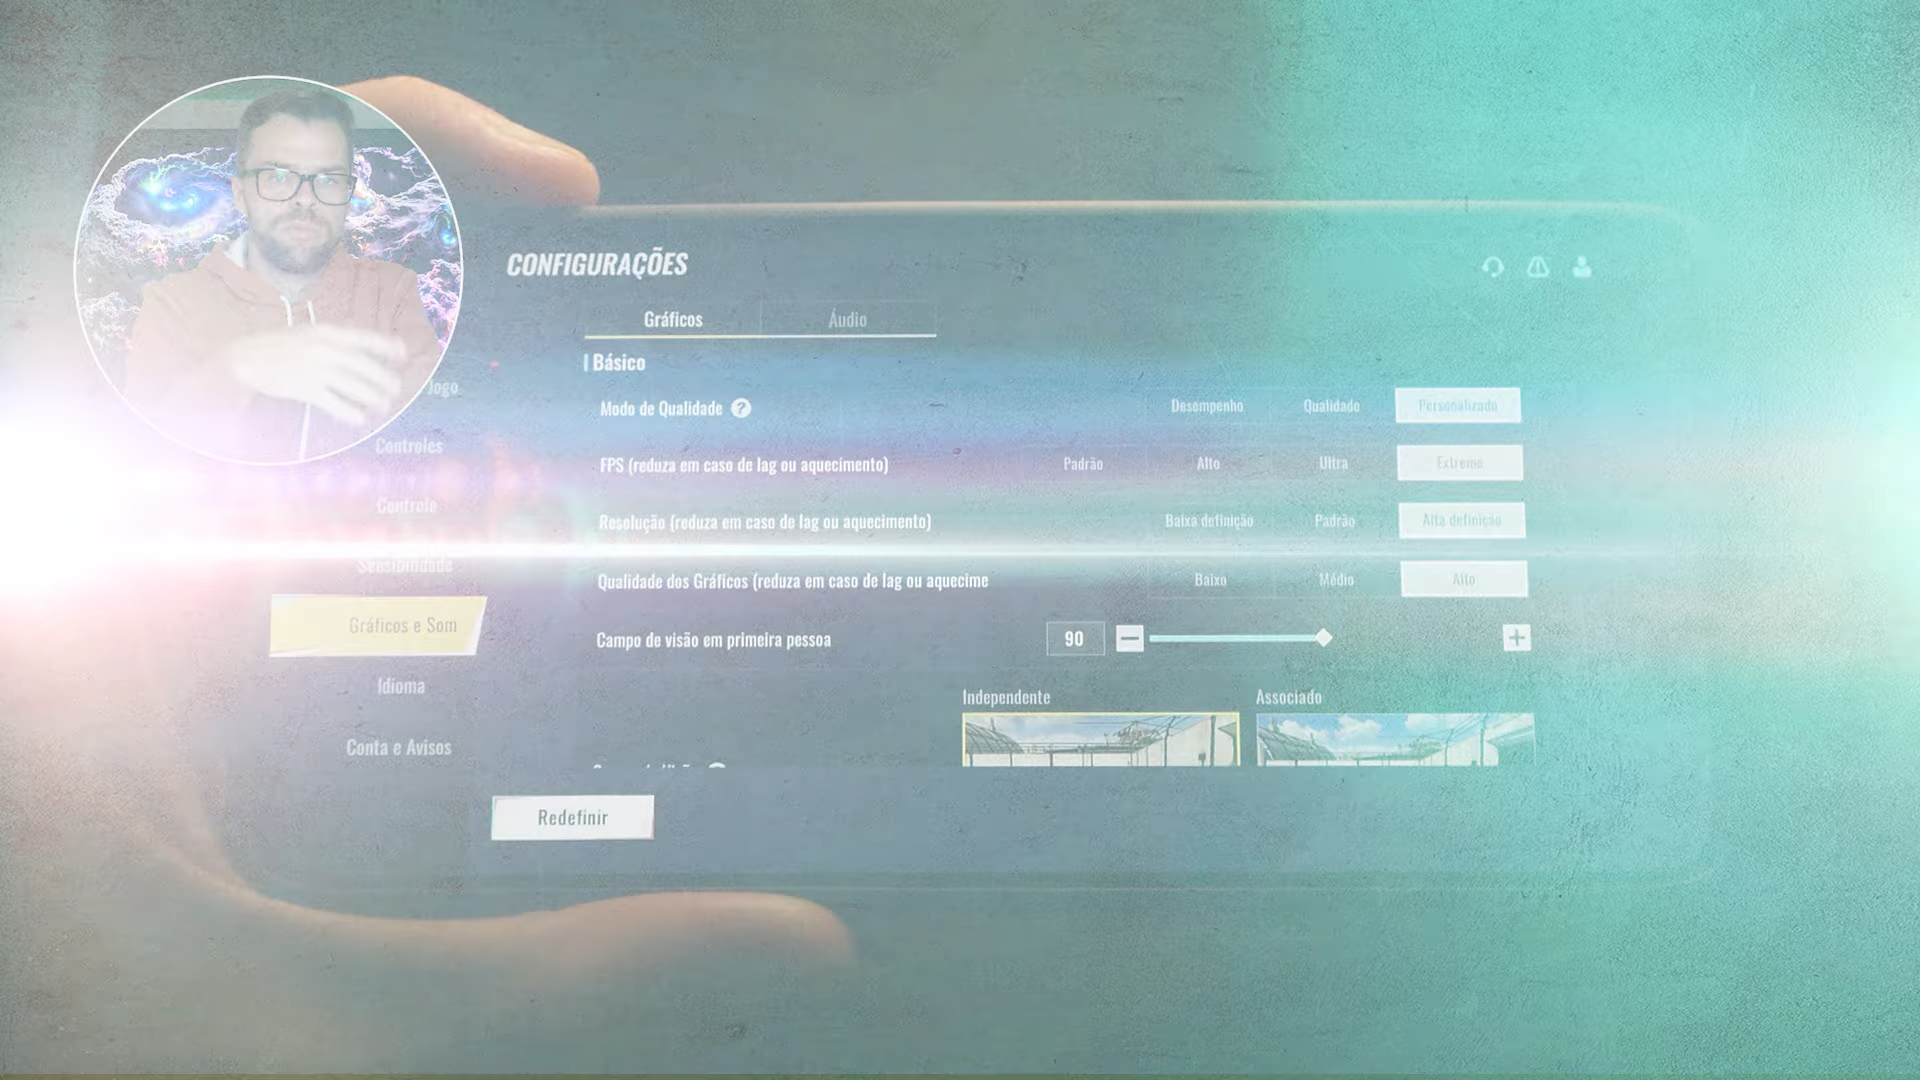 CONFIGURAÇÕES
Gráficos Áudio
Básico
Jogo
Modo de Qualidade ? Desempenho Qualidade Personalizado
Controles
FPS (reduza em caso de lag ou aquecimento) Padrão Alto Ultra Extremo
Controle
Resolução (reduza em caso de lag ou aquecimento) Baixa definição Padrão Alta definição
Sensibilidade
Qualidade dos Gráficos (reduza em caso de lag ou aquecime Baixo Médio Alto
Gráficos e Som
Campo de visão em primeira pessoa 90
Idioma
Independente Associado
Conta e Avisos
Redefinir